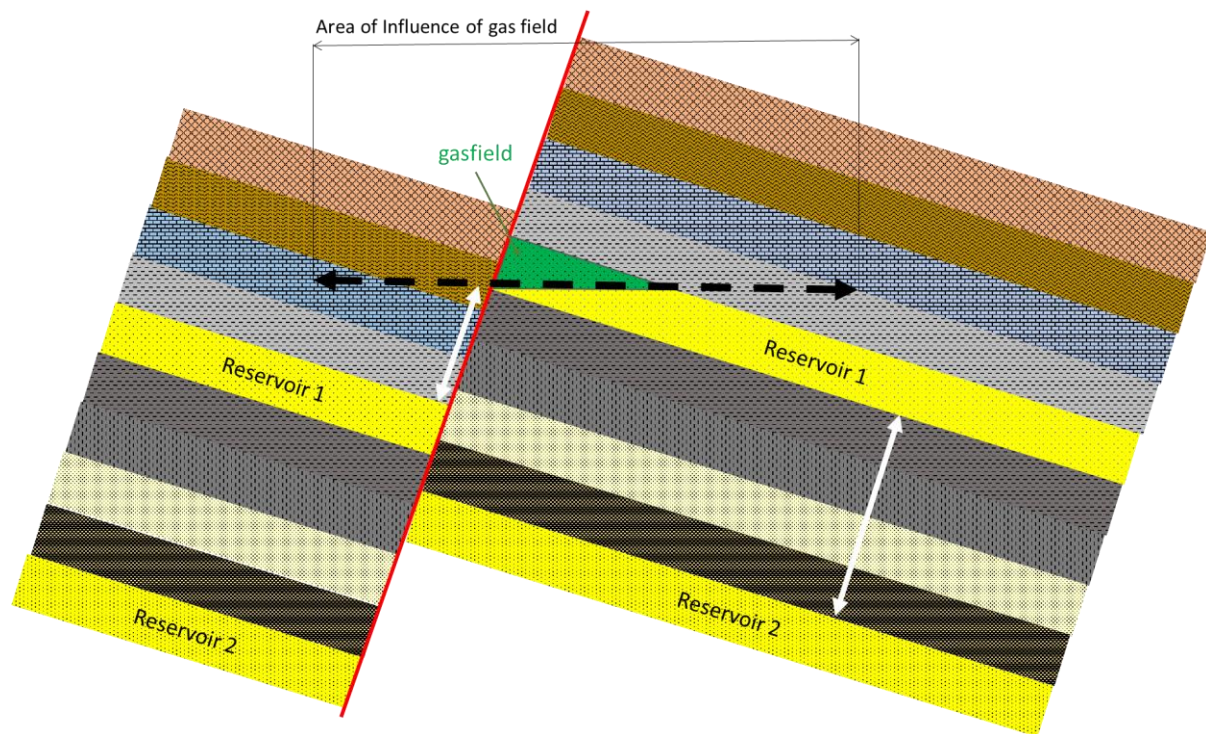 Area of Influence of gas field
gasfield
Reservoir 1
Reservoir 1
Reservoir 2
Reservoir 2